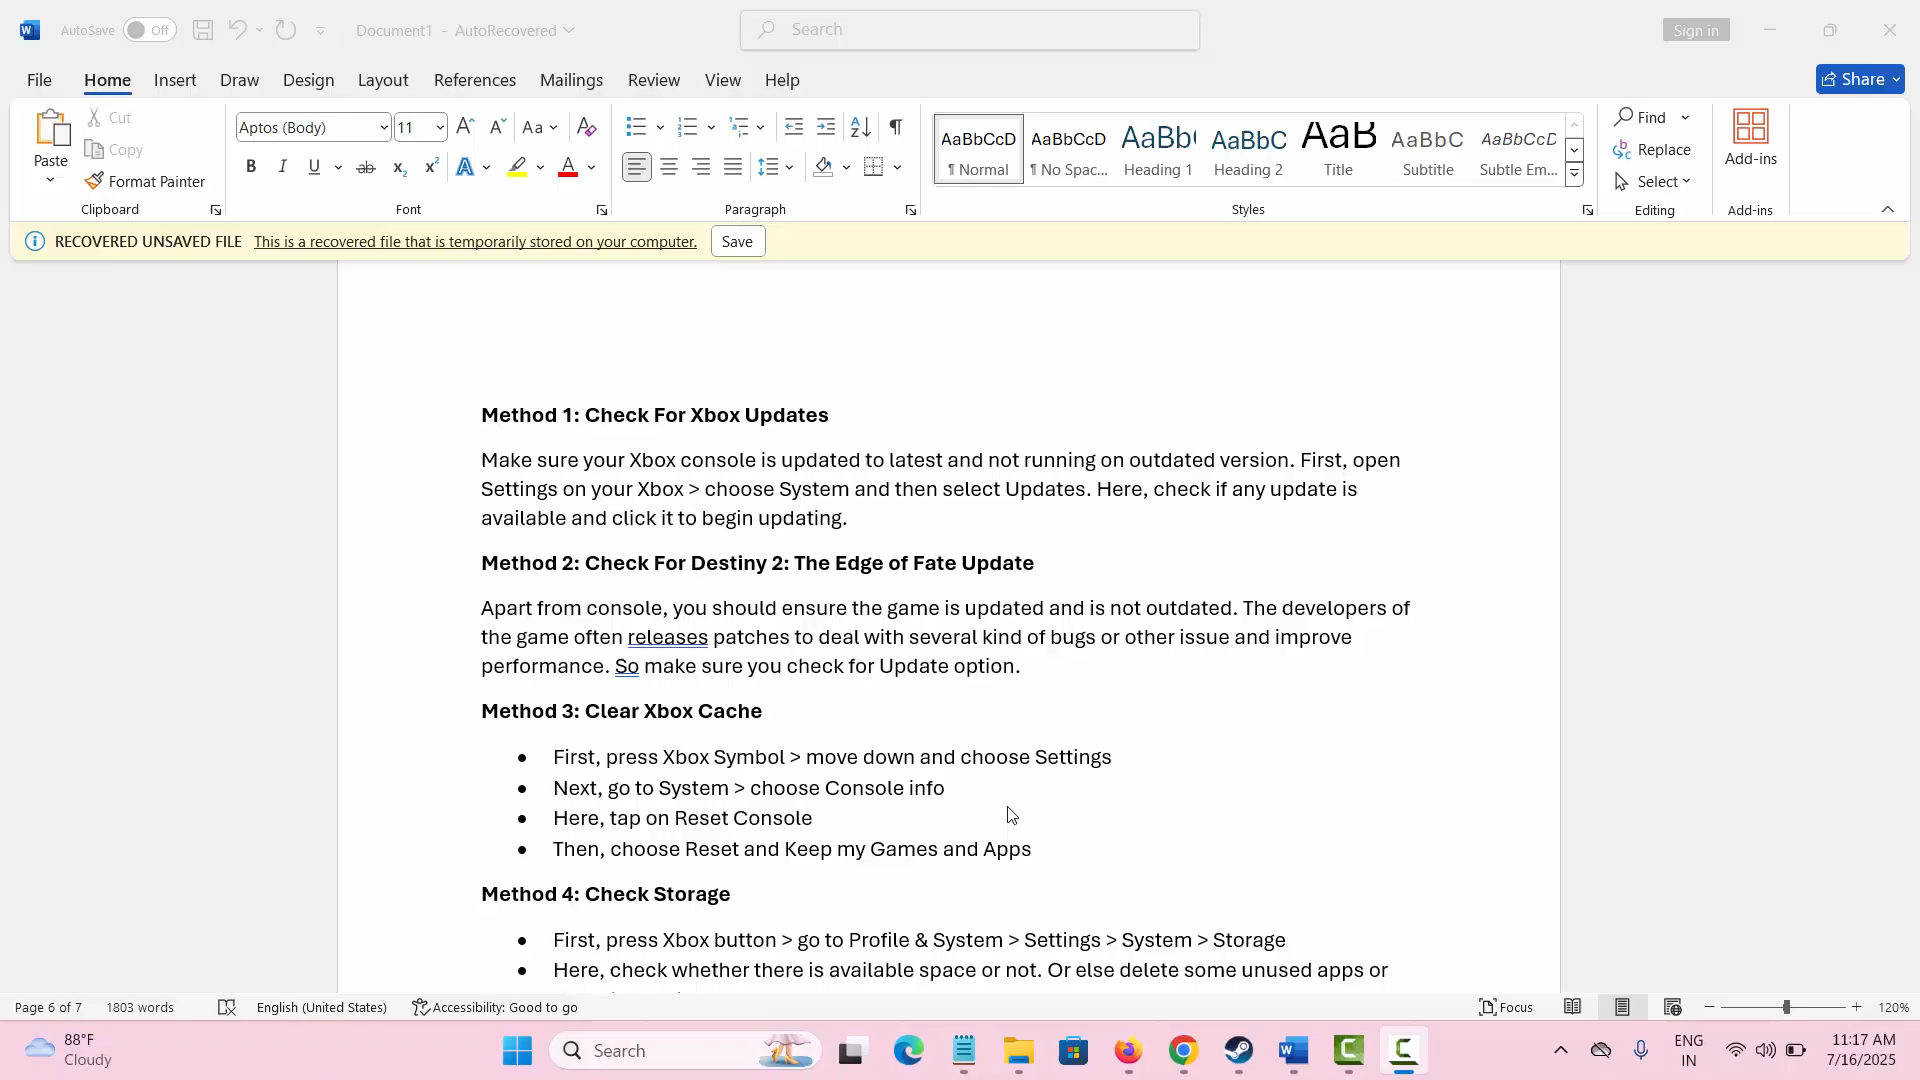 AutoSave Off Document1 - AutoRecovered Search Sign in
File Home Insert Draw Design Layout References Mailings Review View Help Share
Paste Cut Copy Format Painter
Aptos (Body) 11
AaBbCcD AaBbCcD AaBb( AaBbC AaB AaBbC AaBbCcD
¶ Normal ¶ No Spac... Heading 1 Heading 2 Title Subtitle Subtle Em...
Find Replace Select
Add-ins
Clipboard Font Paragraph Styles Editing Add-ins
RECOVERED UNSAVED FILE This is a recovered file that is temporarily stored on your computer. Save
Method 1: Check For Xbox Updates
Make sure your Xbox console is updated to latest and not running on outdated version. First, open
Settings on your Xbox > choose System and then select Updates. Here, check if any update is
available and click it to begin updating.
Method 2: Check For Destiny 2: The Edge of Fate Update
Apart from console, you should ensure the game is updated and is not outdated. The developers of
the game often releases patches to deal with several kind of bugs or other issue and improve
performance. So make sure you check for Update option.
Method 3: Clear Xbox Cache
• First, press Xbox Symbol > move down and choose Settings
• Next, go to System > choose Console info
• Here, tap on Reset Console
• Then, choose Reset and Keep my Games and Apps
Method 4: Check Storage
• First, press Xbox button > go to Profile & System > Settings > System > Storage
• Here, check whether there is available space or not. Or else delete some unused apps or
Page 6 of 7 1803 words English (United States) Accessibility: Good to go Focus 120%
88°F
Cloudy
Search
ENG
IN
11:17 AM
7/16/2025